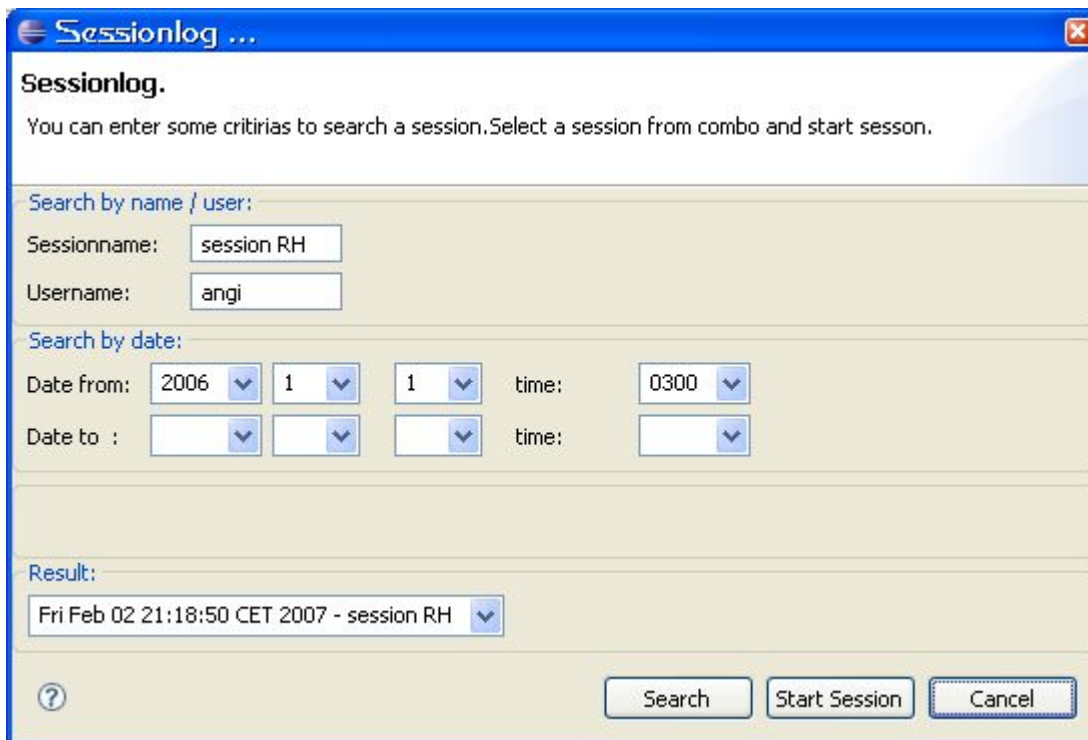 Sessionlog ...
Sessionlog.
You can enter some critirias to search a session.Select a session from combo and start sesson.
Search by name / user:
Sessionname: session RH
Username: angi
Search by date:
Date from: 2006 1 1 time: 0300
Date to : time:
Result:
Fri Feb 02 21:18:50 CET 2007 - session RH
? Search Start Session Cancel